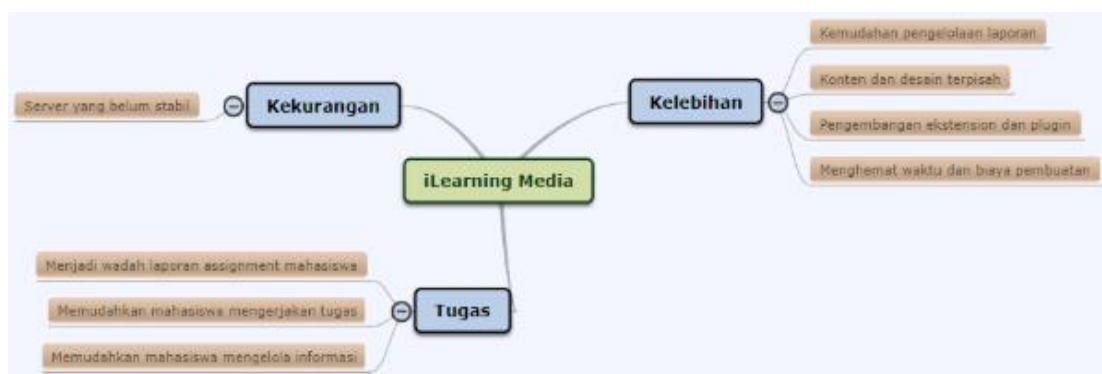 Kemudahan pengelolaan laporan
Konten dan desain terpisah
Pengembangan ekstension dan plugin
Menghemat waktu dan biaya pembuatan
Kelebihan
Kekurangan
Server yang belum stabil
iLearning Media
Menjadi wadah laporan assignment mahasiswa
Memudahkan mahasiswa mengerjakan tugas
Memudahkan mahasiswa mengelola informasi
Tugas